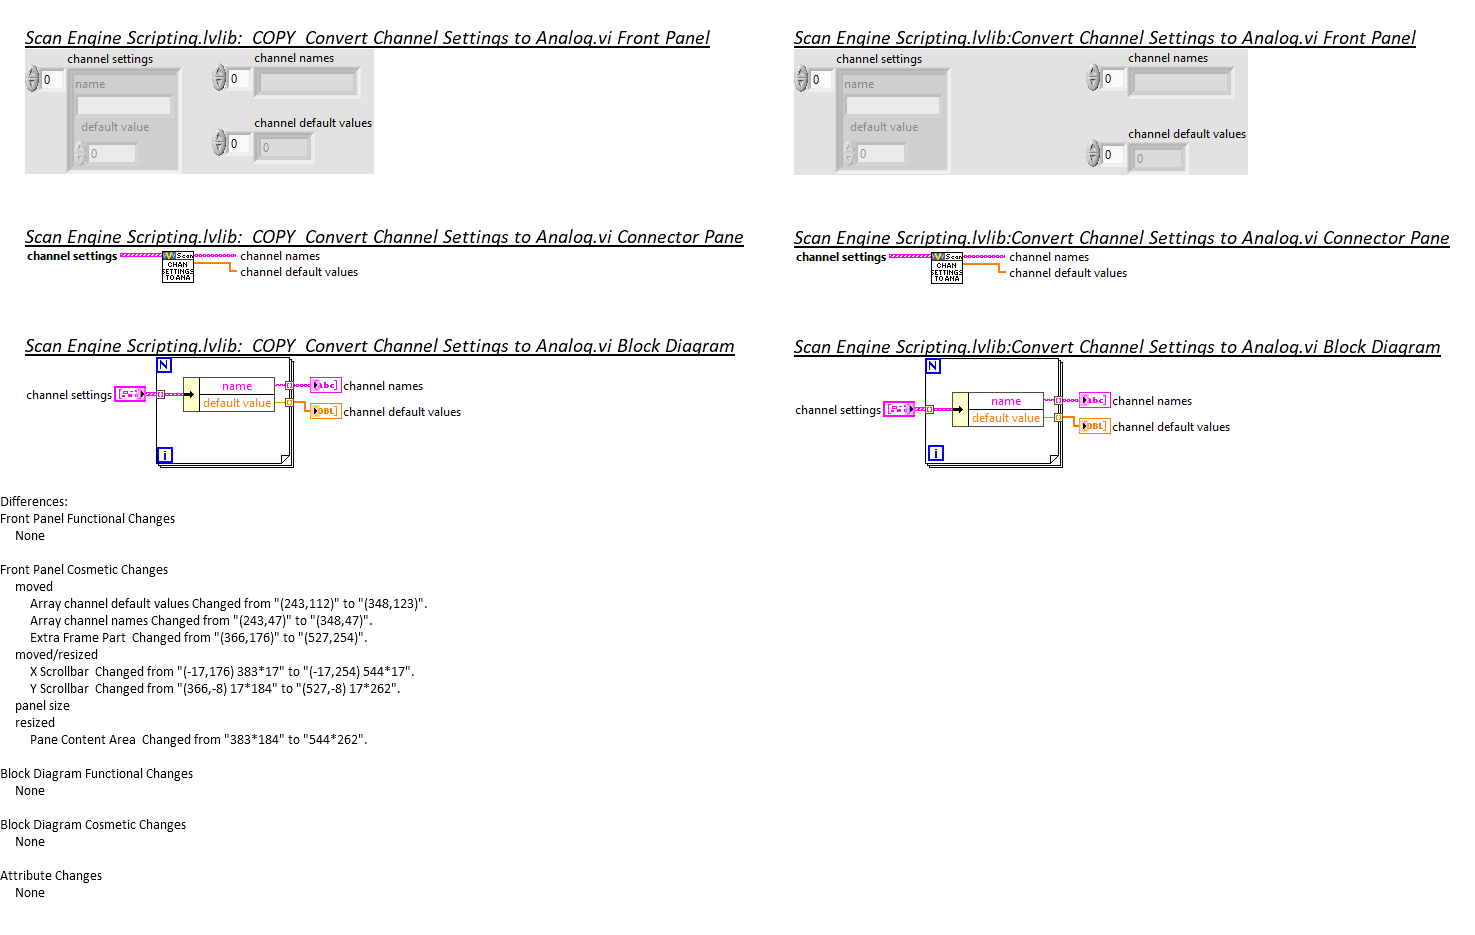 Scan Engine Scripting.lvlib:  COPY  Convert Channel Settings to Analog.vi Front Panel
channel settings
channel names
0
name
0
default value
channel default values
0
0
0
Scan Engine Scripting.lvlib:Convert Channel Settings to Analog.vi Front Panel
channel settings
channel names
0
name
0
default value
channel default values
0
0
0
Scan Engine Scripting.lvlib:  COPY  Convert Channel Settings to Analog.vi Connector Pane
channel settings
Scan
CHAN
SETTINGS
TO ANA
channel names
channel default values
Scan Engine Scripting.lvlib:Convert Channel Settings to Analog.vi Connector Pane
channel settings
Scan
CHAN
SETTINGS
TO ANA
channel names
channel default values
Scan Engine Scripting.lvlib:  COPY  Convert Channel Settings to Analog.vi Block Diagram
N
channel settings
name
default value
abc]
channel names
DBL]
channel default values
i
Scan Engine Scripting.lvlib:Convert Channel Settings to Analog.vi Block Diagram
N
channel settings
name
default value
abc]
channel names
DBL]
channel default values
i
Differences:
Front Panel Functional Changes
None
Front Panel Cosmetic Changes
moved
Array channel default values Changed from "(243,112)" to "(348,123)".
Array channel names Changed from "(243,47)" to "(348,47)".
Extra Frame Part  Changed from "(366,176)" to "(527,254)".
moved/resized
X Scrollbar  Changed from "(-17,176) 383*17" to "(-17,254) 544*17".
Y Scrollbar  Changed from "(366,-8) 17*184" to "(527,-8) 17*262".
panel size
resized
Pane Content Area  Changed from "383*184" to "544*262".
Block Diagram Functional Changes
None
Block Diagram Cosmetic Changes
None
Attribute Changes
None